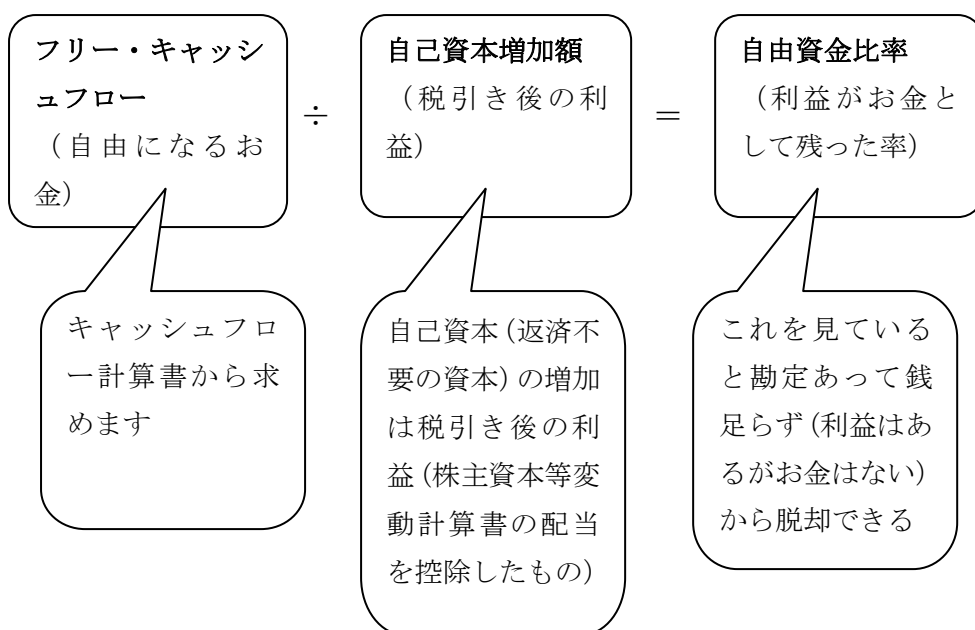 フリー・キャッシ
ュフロー
（自由になるお
金）
÷
自己資本増加額
（税引き後の利
益）
＝
自由資金比率
（利益がお金と
して残った率）
キャッシュフロ
ー計算書から求
めます
自己資本（返済不
要の資本）の増加
は税引き後の利
益（株主資本等変
動計算書の配当
を控除したもの）
これを見ている
と勘定あって銭
足らず（利益はあ
るがお金はない）
から脱却できる